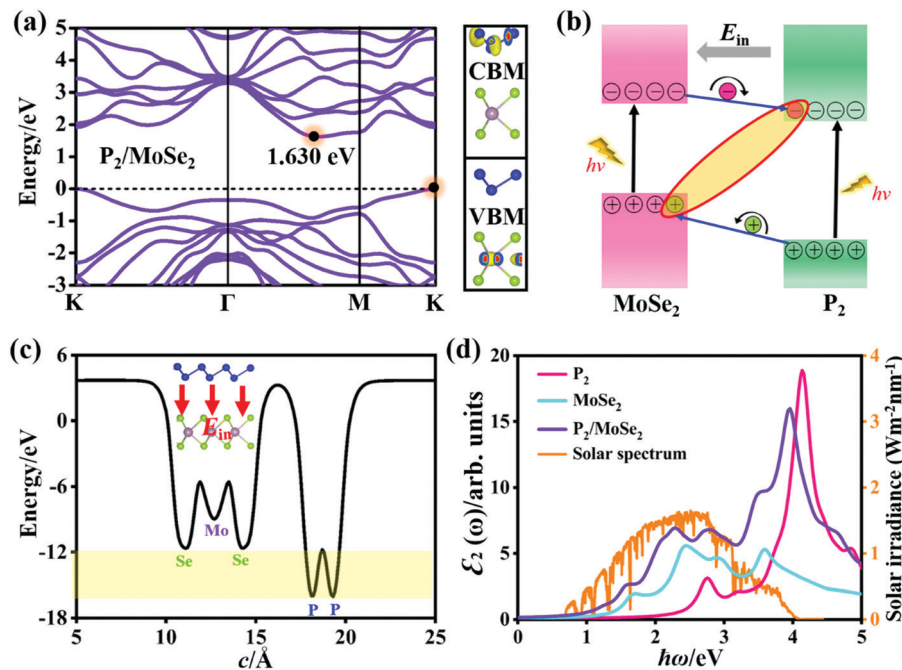 (a)
5
4
3
2
1
0
-1
-2
-3
Energy/eV
P₂/MoSe₂
1.630 eV
K
Γ
M
K
CBM
VBM
(b)
E_in
hν
hν
MoSe₂
P₂
(c)
6
0
-6
-12
-18
Energy/eV
E_in
Mo
Se
Se
P
P
5
10
15
20
25
c/Å
(d)
20
15
10
5
0
ε₂ (ω)/arb. units
P₂
MoSe₂
P₂/MoSe₂
Solar spectrum
4
3
2
1
0
Solar irradiance (Wm⁻²nm⁻¹)
0
1
2
3
4
5
ħω/eV